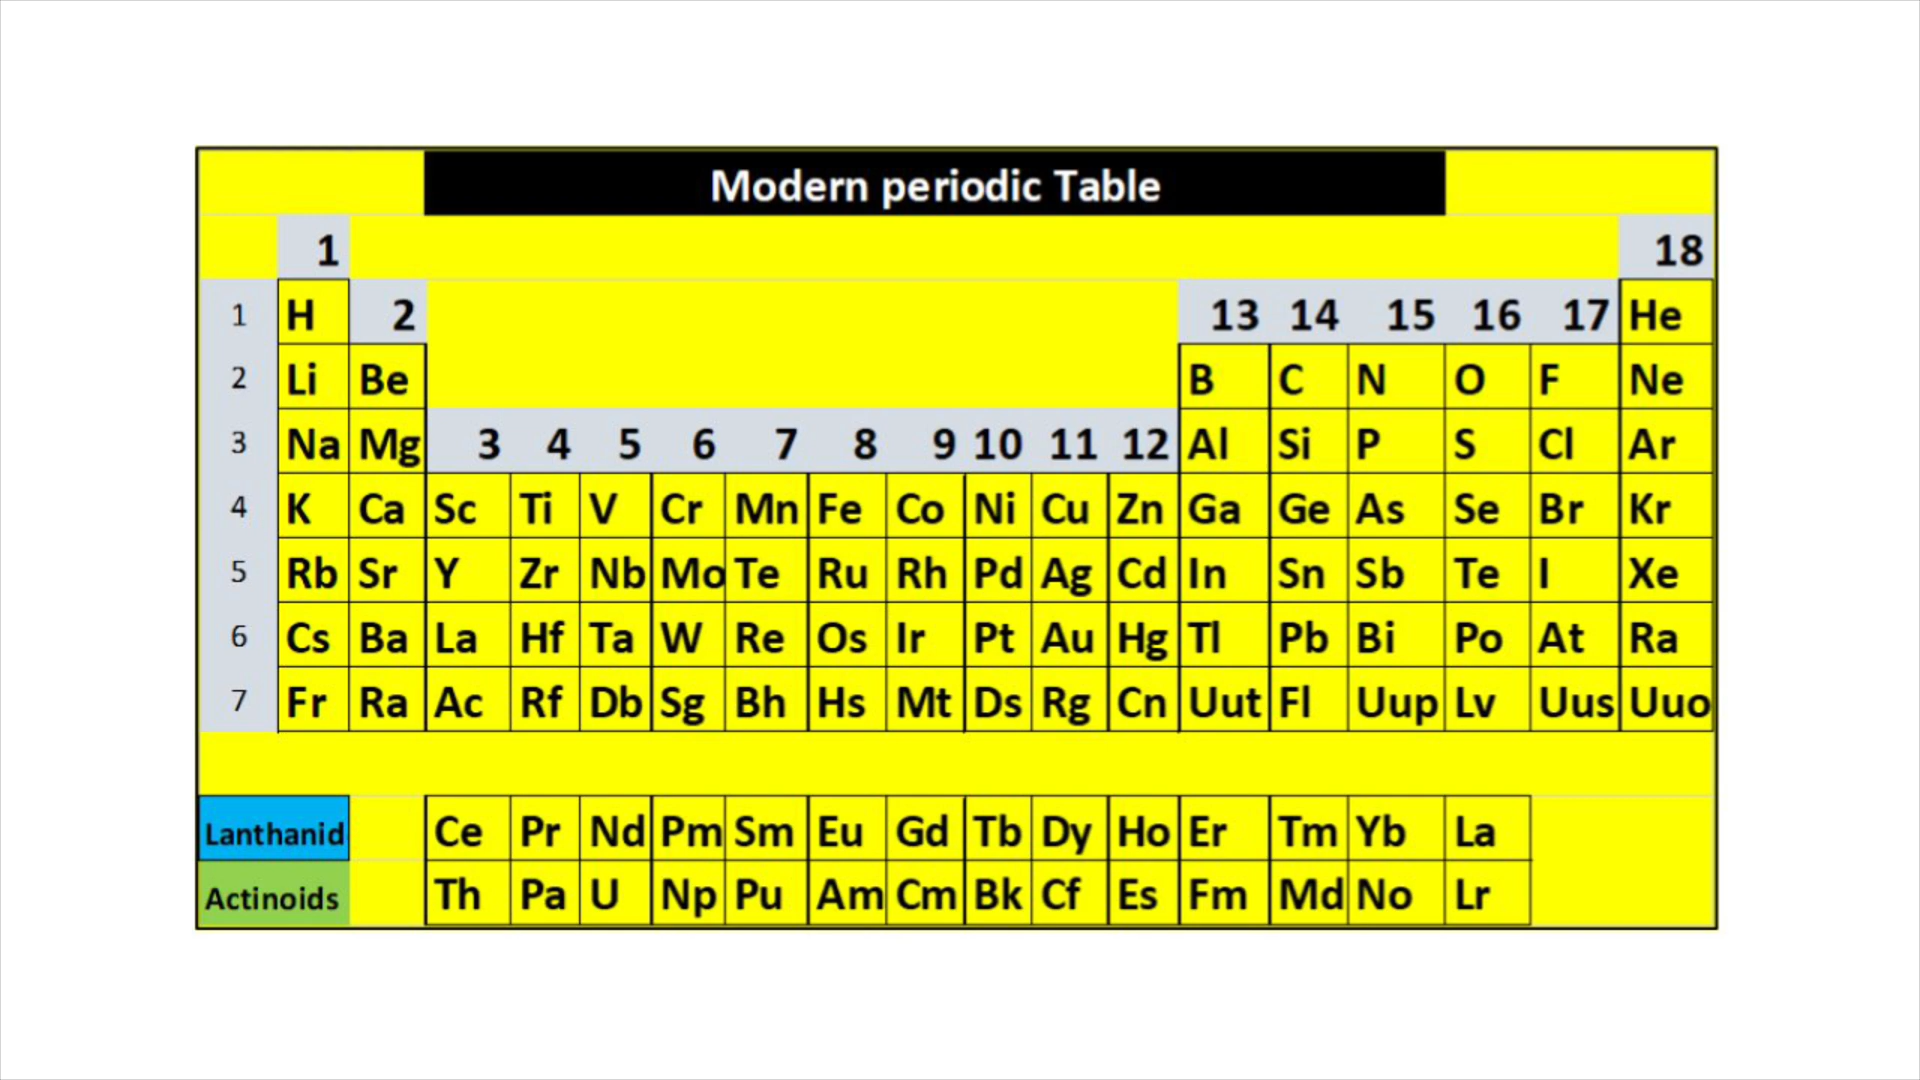 Modern periodic Table
1 18
1 H 2 13 14 15 16 17 He
2 Li Be B C N O F Ne
3 Na Mg 3 4 5 6 7 8 9 10 11 12 Al Si P S Cl Ar
4 K Ca Sc Ti V Cr Mn Fe Co Ni Cu Zn Ga Ge As Se Br Kr
5 Rb Sr Y Zr Nb Mo Te Ru Rh Pd Ag Cd In Sn Sb Te I Xe
6 Cs Ba La Hf Ta W Re Os Ir Pt Au Hg Tl Pb Bi Po At Ra
7 Fr Ra Ac Rf Db Sg Bh Hs Mt Ds Rg Cn Uut Fl Uup Lv Uus Uuo
Lanthanid Ce Pr Nd Pm Sm Eu Gd Tb Dy Ho Er Tm Yb La
Actinoids Th Pa U Np Pu Am Cm Bk Cf Es Fm Md No Lr